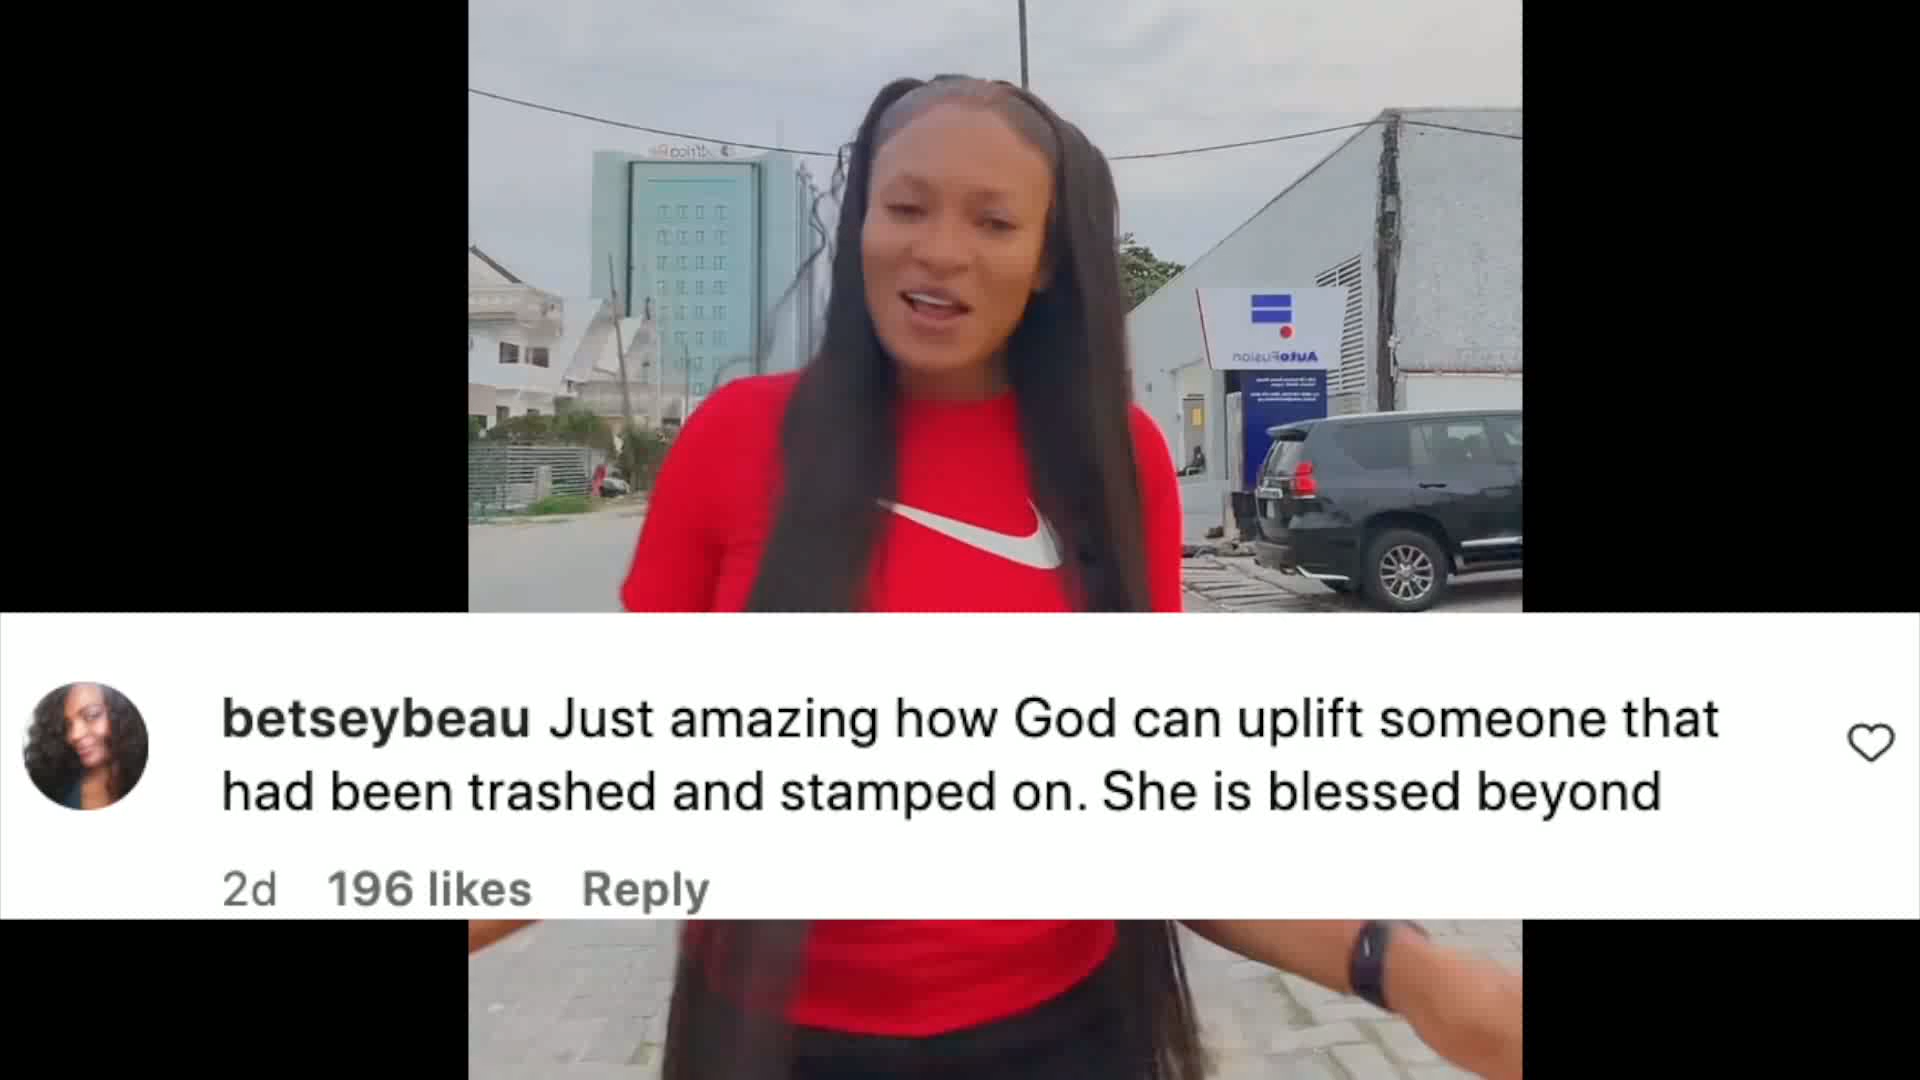 AutoFusion
betseybeau Just amazing how God can uplift someone that
had been trashed and stamped on. She is blessed beyond
2d 196 likes Reply